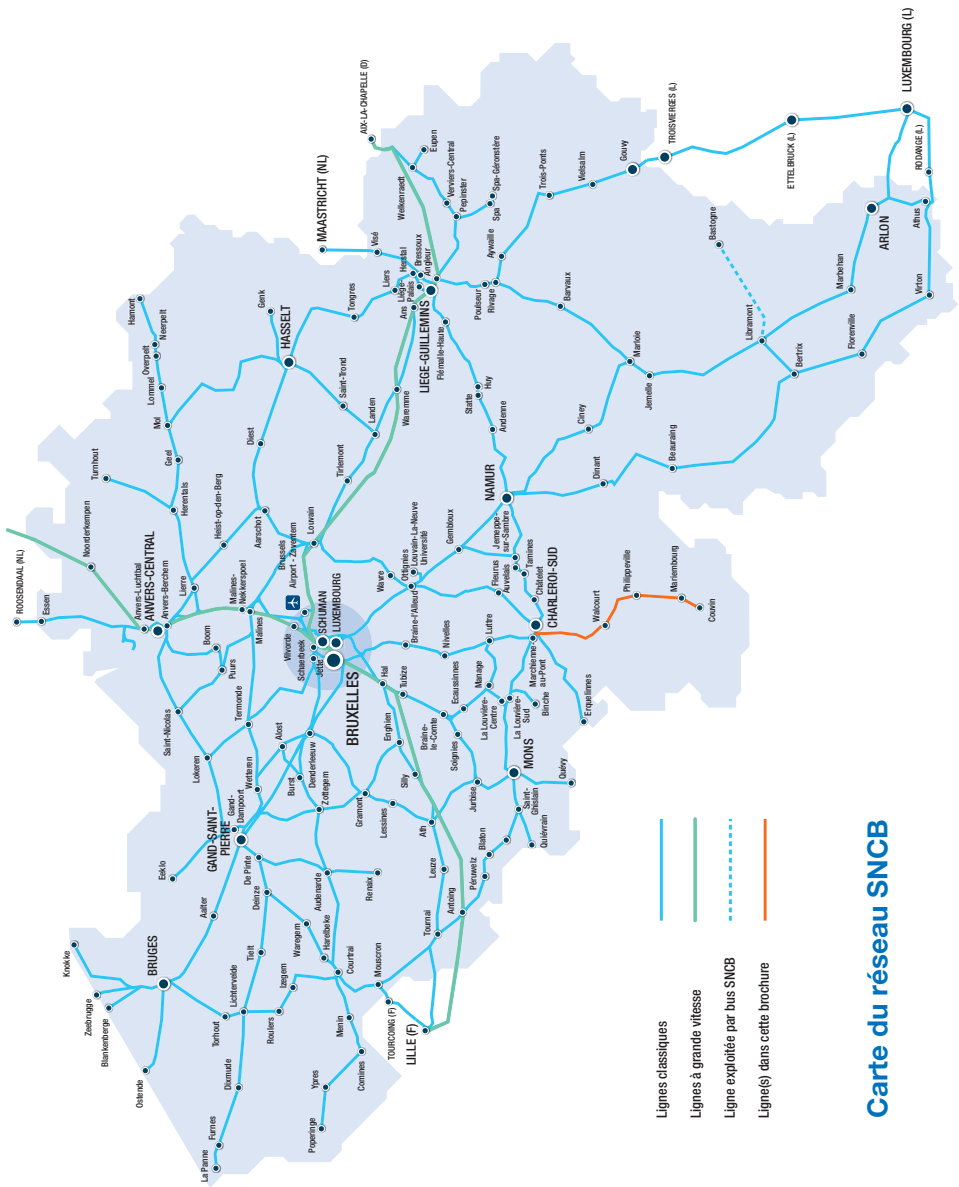 Carte du réseau SNCB
Lignes classiques
Lignes à grande vitesse
Ligne exploitée par bus SNCB
Ligne(s) dans cette brochure
Knokke
Zeebrugge
Blankenberge
Ostende
BRUGES
Aalter
Eeklo
Torhout
Lichtervelde
Tielt
Deinze
De Pinte
GAND-SAINT-
PIERRE
Gand-
Dampoort
Dixmude
Furnes
La Panne
Roulers
Izegem
Waregem
Harelbeke
Courtrai
Audenarde
Renaix
Menin
Comines
Ypres
Poperinge
Mouscron
TOURCOING (F)
LILLE (F)
Tournai
Antoing
Leuze
Ath
Péruwelz
Blaton
Quiévrain
Saint-
Ghislain
MONS
Quévy
Jurbise
Lessines
Gramont
Silly
Enghien
Zottegem
Burst
Denderleeuw
Alost
Wetteren
Termonde
Lokeren
Saint-Nicolas
Puurs
Boom
Malines
Malines-
Nekkerspoel
ROOSENDAAL (NL)
Essen
Noorderkempen
Anvers-Luchtbal
ANVERS-CENTRAL
Anvers-Berchem
Lierre
Turnhout
Herentals
Heist-op-den-Berg
Aarschot
Geel
Mol
Lommel
Overpelt
Neerpelt
Hamont
Diest
HASSELT
Genk
Tongres
Saint-Trond
Landen
Tirlemont
Louvain
Brussels
Airport - Zaventem
Vilvorde
Schaerbeek
Jette
SCHUMAN
LUXEMBOURG
BRUXELLES
Hal
Tubize
Braine-
le-Comte
Soignies
Ecaussinnes
Manage
La Louvière-
Centre
La Louvière-
Sud
Binche
Erquelinnes
Marchienne-
au-Pont
Luttre
Nivelles
Braine-l'Alleud
Wavre
Ottignies
Louvain-La-Neuve
Université
Gembloux
Fleurus
Auvelais
Jemeppe-
sur-Sambre
Tamines
Châtelet
CHARLEROI-SUD
Walcourt
Philippeville
Mariembourg
Couvin
NAMUR
Andenne
Statte
Huy
Flémalle-Haute
LIEGE-GUILLEMINS
Waremme
Ans
Liège-
Palais
Liers
Herstal
Bressoux
Angleur
Visé
MAASTRICHT (NL)
AIX-LA-CHAPELLE (D)
Welkenraedt
Eupen
Verviers-Central
Pepinster
Spa
Spa-Géronstère
Aywaille
Poulseur
Rivage
Trois-Ponts
Vielsalm
Gouvy
TROISVIERGES (L)
ETTELBRUCK (L)
LUXEMBOURG (L)
RODANGE (L)
Athus
ARLON
Virton
Marbehan
Florenville
Bertrix
Libramont
Bastogne
Barvaux
Marloie
Jemelle
Ciney
Dinant
Beauraing